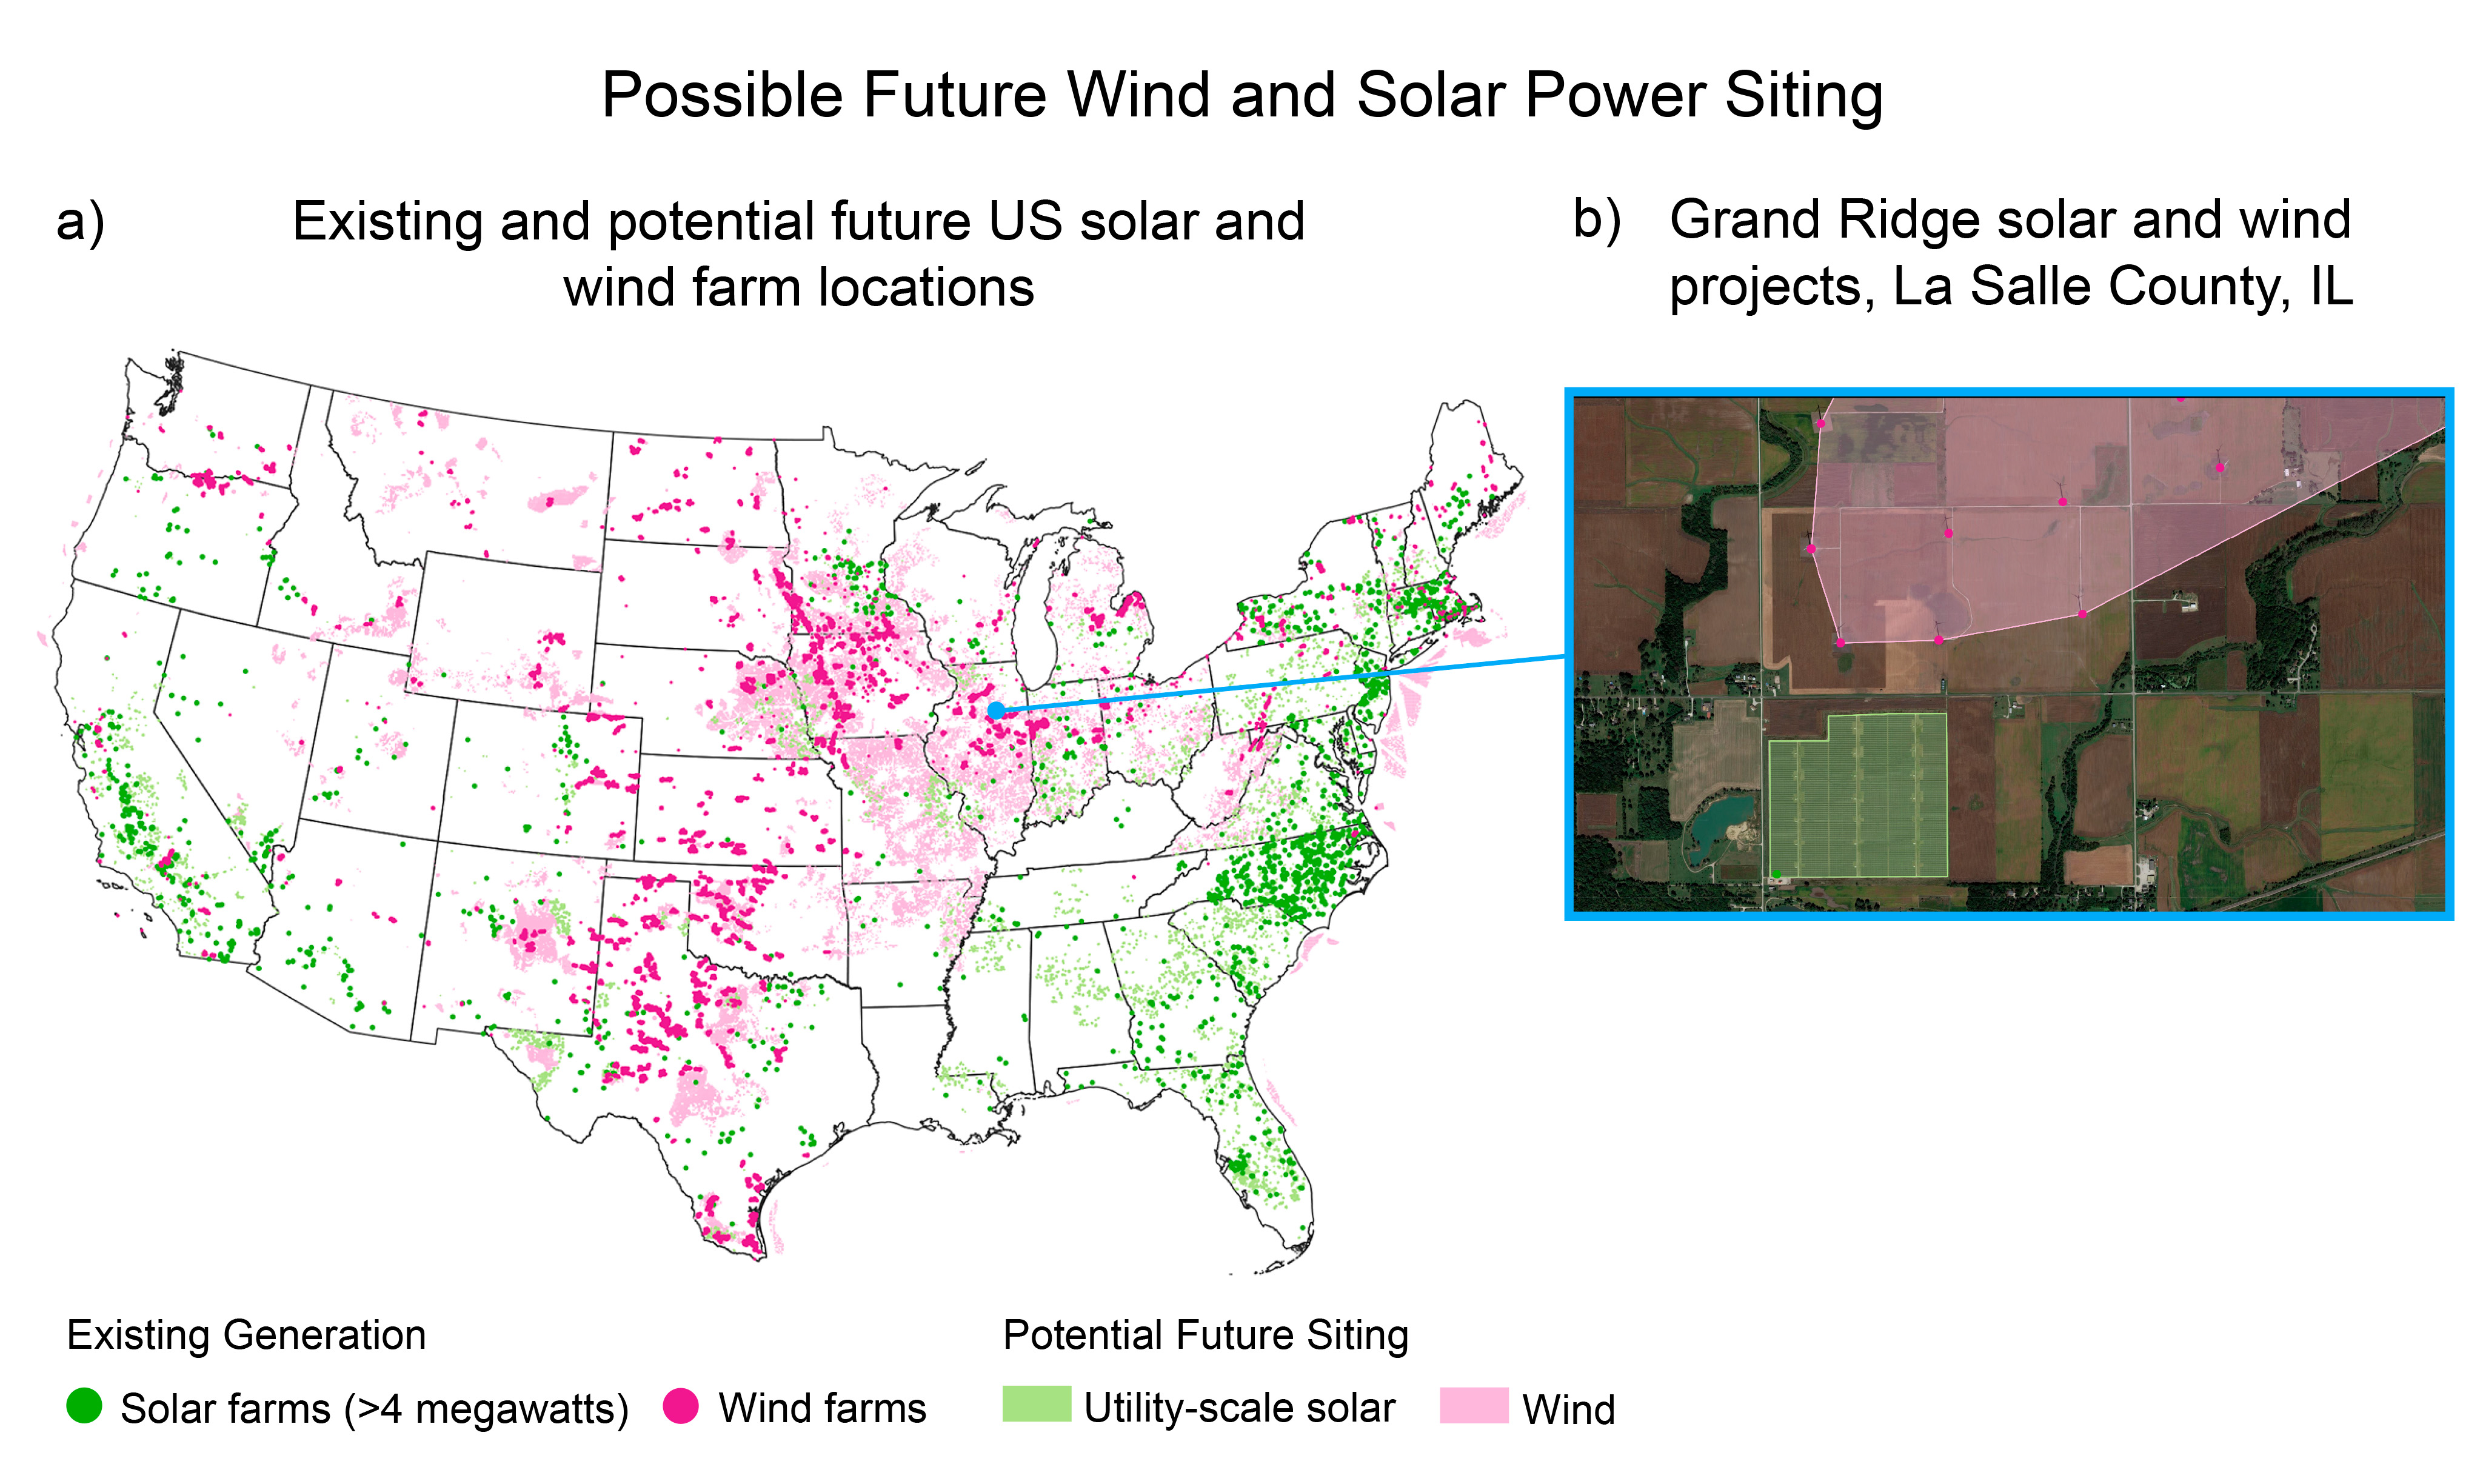 Possible Future Wind and Solar Power Siting
a)
Existing and potential future US solar and
wind farm locations
b)
Grand Ridge solar and wind
projects, La Salle County, IL
Existing Generation
Solar farms (>4 megawatts)
Wind farms
Potential Future Siting
Utility-scale solar
Wind